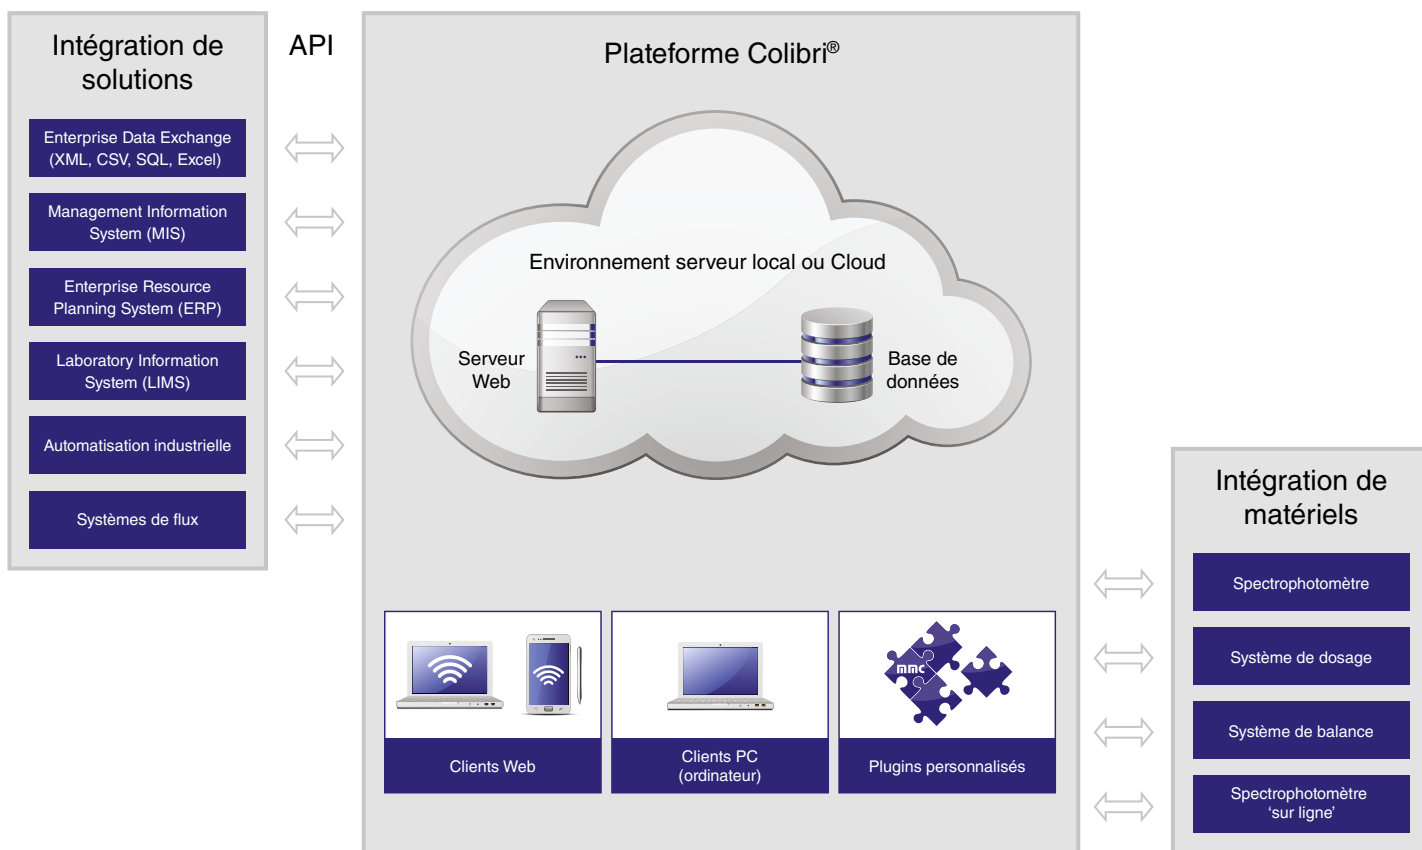 Intégration de
solutions
API
Enterprise Data Exchange
(XML, CSV, SQL, Excel)
Management Information
System (MIS)
Enterprise Resource
Planning System (ERP)
Laboratory Information
System (LIMS)
Automatisation industrielle
Systèmes de flux
Plateforme Colibri®
Environnement serveur local ou Cloud
Serveur
Web
Base de
données
mmc
Clients Web
Clients PC
(ordinateur)
Plugins personnalisés
Intégration de
matériels
Spectrophotomètre
Système de dosage
Système de balance
Spectrophotomètre
‘sur ligne’